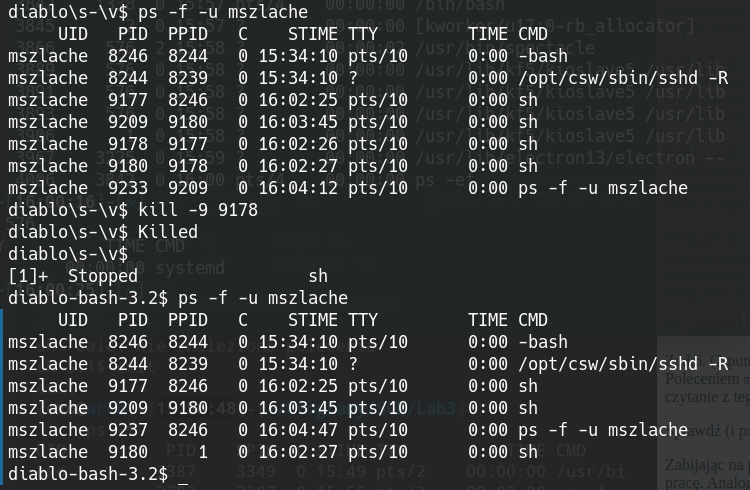 diablo\s-\v$ ps -f -u mszlache
UID PID PPID C STIME TTY TIME CMD
mszlache 8246 8244 0 15:34:10 pts/10 0:00 -bash
mszlache 8244 8239 0 15:34:10 ? 0:00 /opt/csw/sbin/sshd -R
mszlache 9177 8246 0 16:02:25 pts/10 0:00 sh
mszlache 9209 9180 0 16:03:45 pts/10 0:00 sh
mszlache 9178 9177 0 16:02:26 pts/10 0:00 sh
mszlache 9180 9178 0 16:02:27 pts/10 0:00 sh
mszlache 9233 9209 0 16:04:12 pts/10 0:00 ps -f -u mszlache
diablo\s-\v$ kill -9 9178
diablo\s-\v$ Killed
diablo\s-\v$
[1]+ Stopped sh
diablo-bash-3.2$ ps -f -u mszlache
UID PID PPID C STIME TTY TIME CMD
mszlache 8246 8244 0 15:34:10 pts/10 0:00 -bash
mszlache 8244 8239 0 15:34:10 ? 0:00 /opt/csw/sbin/sshd -R
mszlache 9177 8246 0 16:02:25 pts/10 0:00 sh
mszlache 9209 9180 0 16:03:45 pts/10 0:00 sh
mszlache 9237 8246 0 16:04:47 pts/10 0:00 ps -f -u mszlache
mszlache 9180 1 0 16:02:27 pts/10 0:00 sh
diablo-bash-3.2$ _